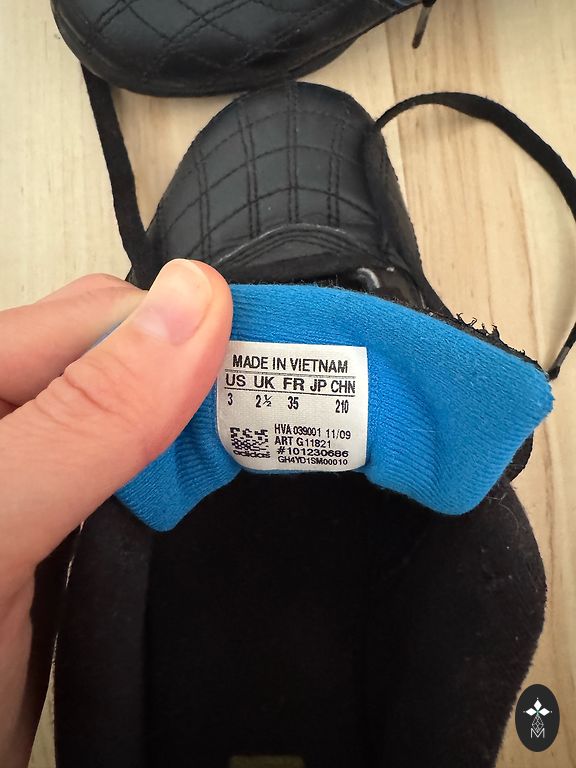 MADE IN VIETNAM
US UK FR JP CHN
3 2½ 35 210
HVA 039001 11/09
ART G11821
#101230686
adidas GH4YD1SM00010
M